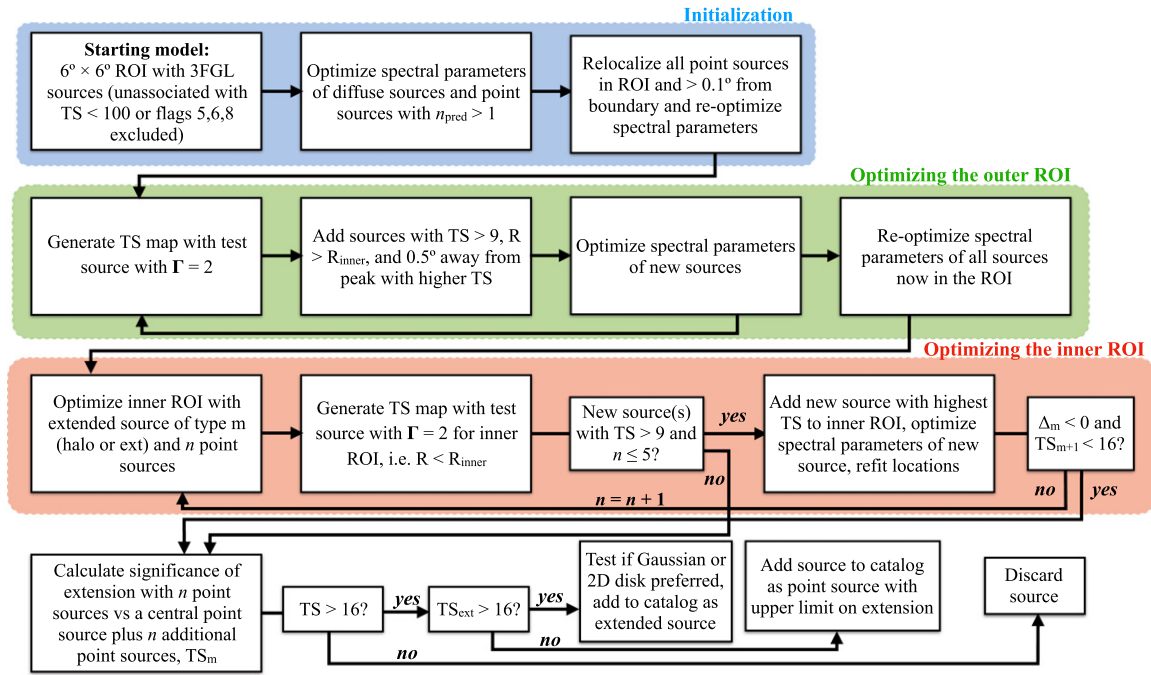 Initialization
Starting model:
6º × 6º ROI with 3FGL
sources (unassociated with
TS < 100 or flags 5,6,8
excluded)
Optimize spectral parameters
of diffuse sources and point
sources with npred > 1
Relocalize all point sources
in ROI and > 0.1º from
boundary and re-optimize
spectral parameters
Optimizing the outer ROI
Generate TS map with test
source with Γ = 2
Add sources with TS > 9, R
> Rinner, and 0.5º away from
peak with higher TS
Optimize spectral parameters
of new sources
Re-optimize spectral
parameters of all sources
now in the ROI
Optimizing the inner ROI
Optimize inner ROI with
extended source of type m
(halo or ext) and n point
sources
Generate TS map with test
source with Γ = 2 for inner
ROI, i.e. R < Rinner
New source(s)
with TS > 9 and
n ≤ 5?
yes
no
Add new source with highest
TS to inner ROI, optimize
spectral parameters of new
source, refit locations
Δm < 0 and
TSm+1 < 16?
no
yes
n = n + 1
Calculate significance of
extension with n point
sources vs a central point
source plus n additional
point sources, TSm
TS > 16?
yes
no
TSext > 16?
yes
no
Test if Gaussian or
2D disk preferred,
add to catalog as
extended source
Add source to catalog
as point source with
upper limit on extension
Discard
source